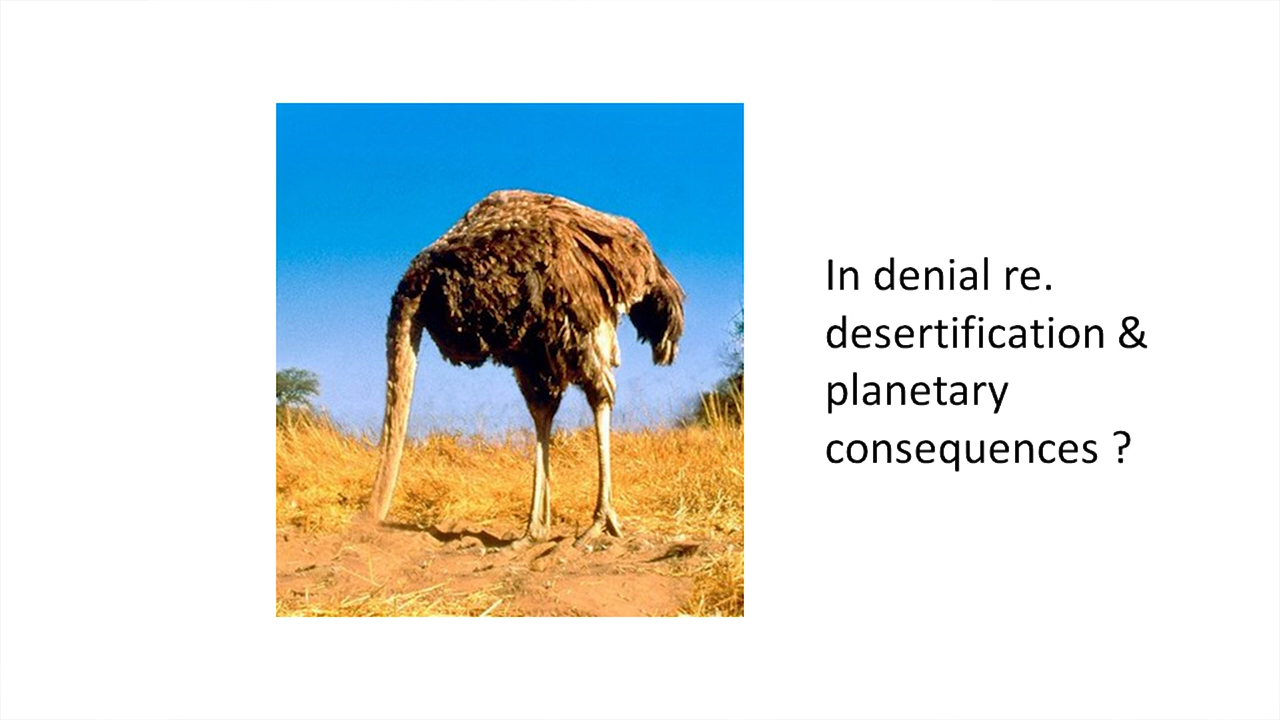 In denial re.
desertification &
planetary
consequences ?